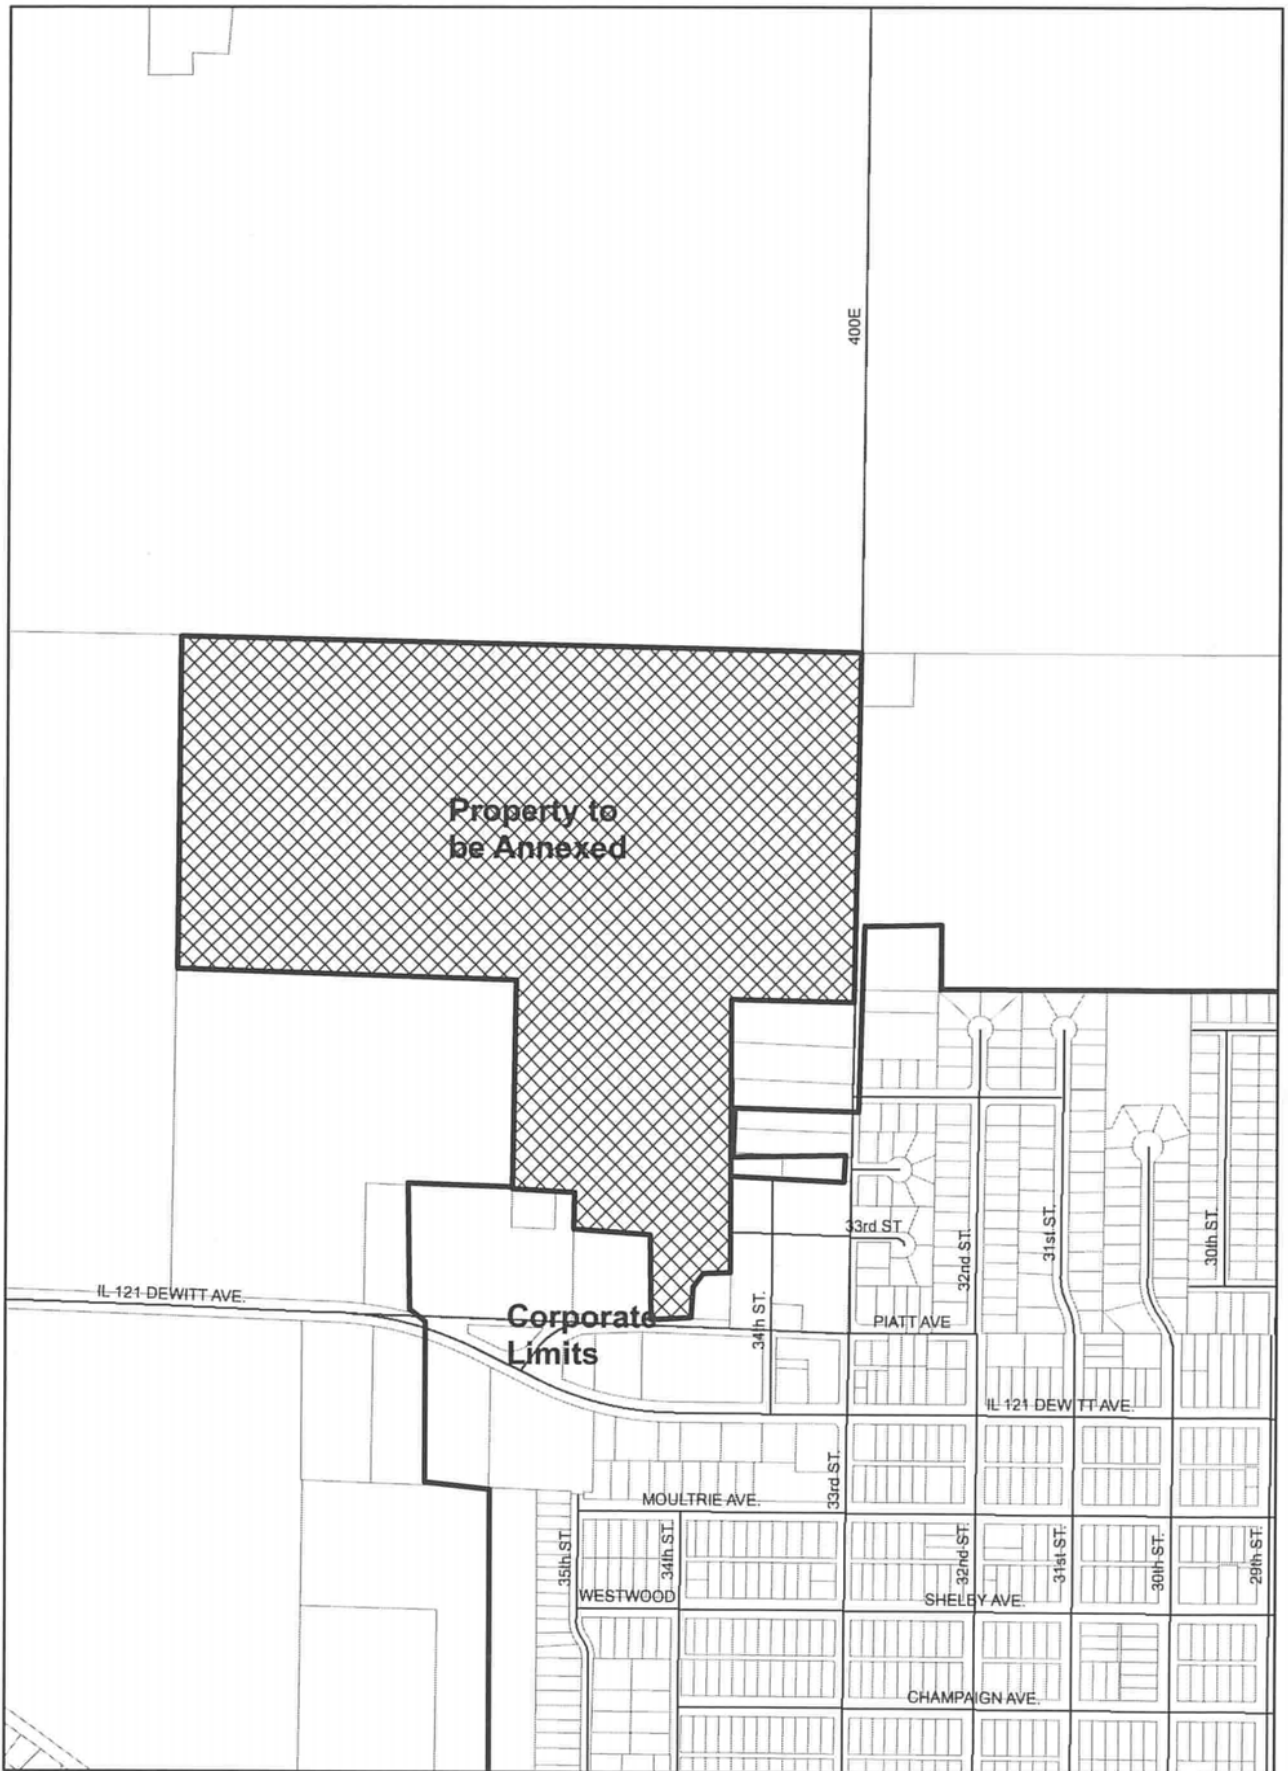 400E
Property to
be Annexed
33rd ST
32nd ST.
31st ST.
30th ST.
IL 121 DEWITT AVE.
Corporate
Limits
34th ST.
PIATT AVE
IL 121 DEW TT AVE.
33rd ST.
MOULTRIE AVE.
35th ST.
34th ST.
32nd ST.
31st ST.
30th ST.
29th ST.
WESTWOOD
SHELBY AVE.
CHAMPAIGN AVE.